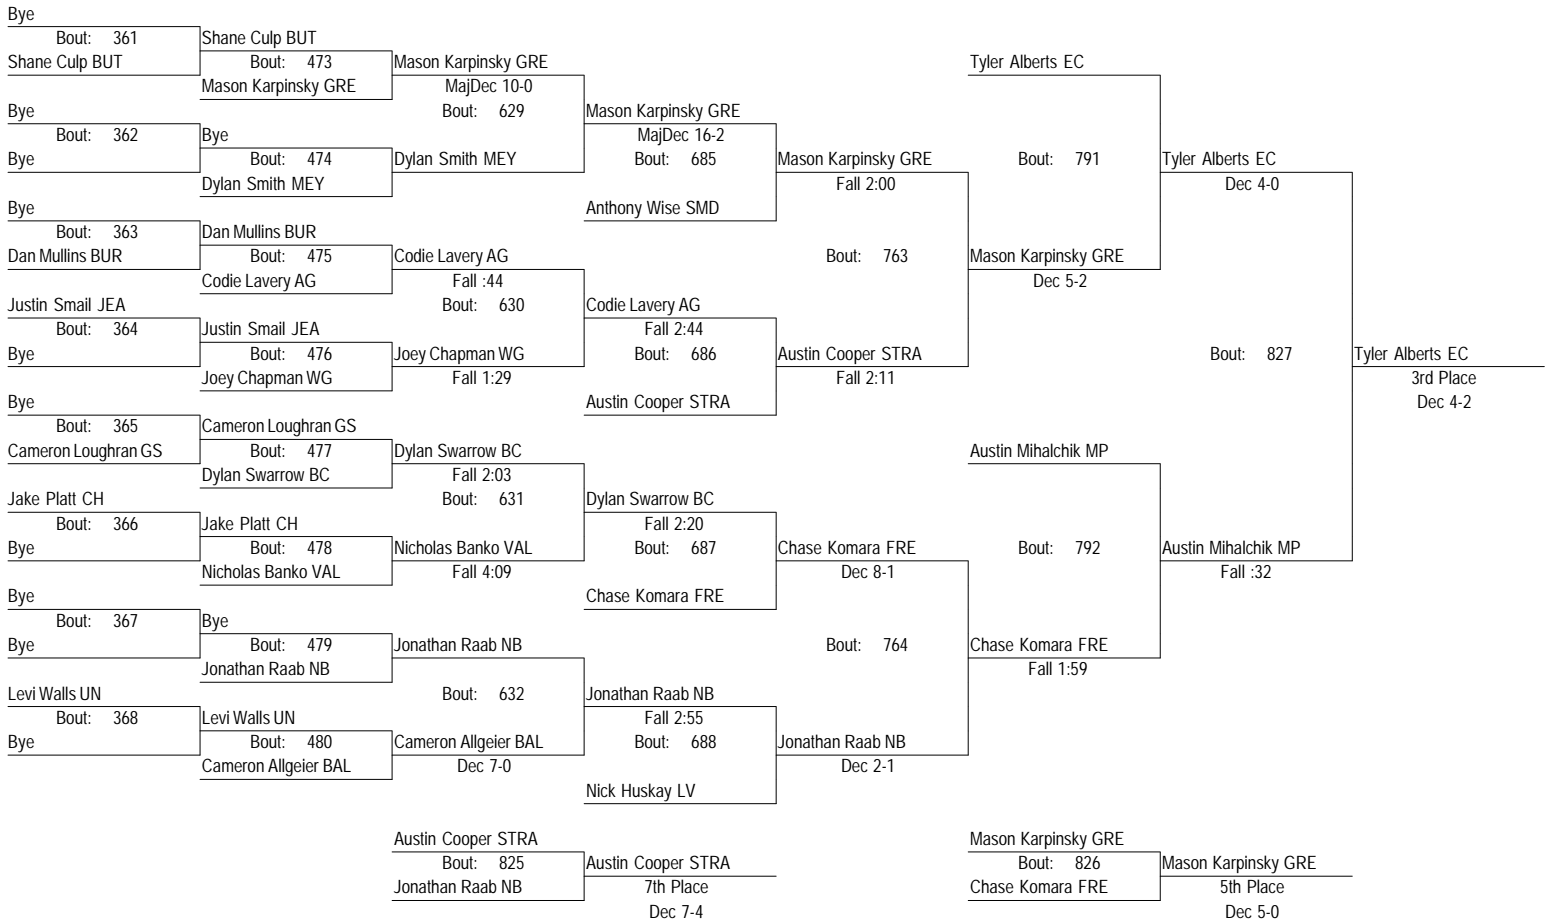 Bye
Bout: 361
Shane Culp BUT
Bye
Bout: 362
Bye
Bye
Bout: 363
Dan Mullins BUR
Justin Smail JEA
Bout: 364
Bye
Bye
Bout: 365
Cameron Loughran GS
Jake Platt CH
Bout: 366
Bye
Bye
Bout: 367
Bye
Levi Walls UN
Bout: 368
Bye
Shane Culp BUT
Bout: 473
Mason Karpinsky GRE
Bye
Bout: 474
Dylan Smith MEY
Dan Mullins BUR
Bout: 475
Codie Lavery AG
Justin Smail JEA
Bout: 476
Joey Chapman WG
Cameron Loughran GS
Bout: 477
Dylan Swarrow BC
Jake Platt CH
Bout: 478
Nicholas Banko VAL
Bye
Bout: 479
Jonathan Raab NB
Levi Walls UN
Bout: 480
Cameron Allgeier BAL
Mason Karpinsky GRE
MajDec 10-0
Bout: 629
Dylan Smith MEY
Codie Lavery AG
Fall :44
Bout: 630
Joey Chapman WG
Fall 1:29
Dylan Swarrow BC
Fall 2:03
Bout: 631
Nicholas Banko VAL
Fall 4:09
Jonathan Raab NB
Bout: 632
Cameron Allgeier BAL
Dec 7-0
Mason Karpinsky GRE
MajDec 16-2
Bout: 685
Anthony Wise SMD
Codie Lavery AG
Fall 2:44
Bout: 686
Austin Cooper STRA
Dylan Swarrow BC
Fall 2:20
Bout: 687
Chase Komara FRE
Jonathan Raab NB
Fall 2:55
Bout: 688
Nick Huskay LV
Mason Karpinsky GRE
Fall 2:00
Bout: 763
Austin Cooper STRA
Fall 2:11
Chase Komara FRE
Dec 8-1
Bout: 764
Jonathan Raab NB
Dec 2-1
Tyler Alberts EC
Bout: 791
Mason Karpinsky GRE
Dec 5-2
Austin Mihalchik MP
Bout: 792
Chase Komara FRE
Fall 1:59
Tyler Alberts EC
Dec 4-0
Bout: 827
Austin Mihalchik MP
Fall :32
Tyler Alberts EC
3rd Place
Dec 4-2
Austin Cooper STRA
Bout: 825
Jonathan Raab NB
Austin Cooper STRA
7th Place
Dec 7-4
Mason Karpinsky GRE
Bout: 826
Chase Komara FRE
Mason Karpinsky GRE
5th Place
Dec 5-0